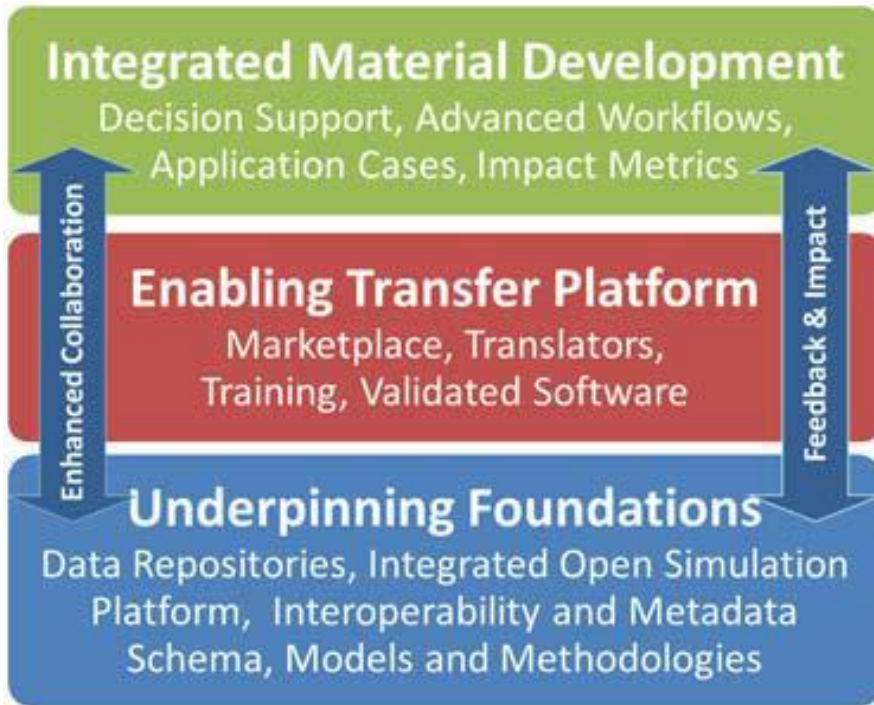 Integrated Material Development
Decision Support, Advanced Workflows,
Application Cases, Impact Metrics
Enhanced Collaboration
Feedback & Impact
Enabling Transfer Platform
Marketplace, Translators,
Training, Validated Software
Underpinning Foundations
Data Repositories, Integrated Open Simulation
Platform, Interoperability and Metadata
Schema, Models and Methodologies